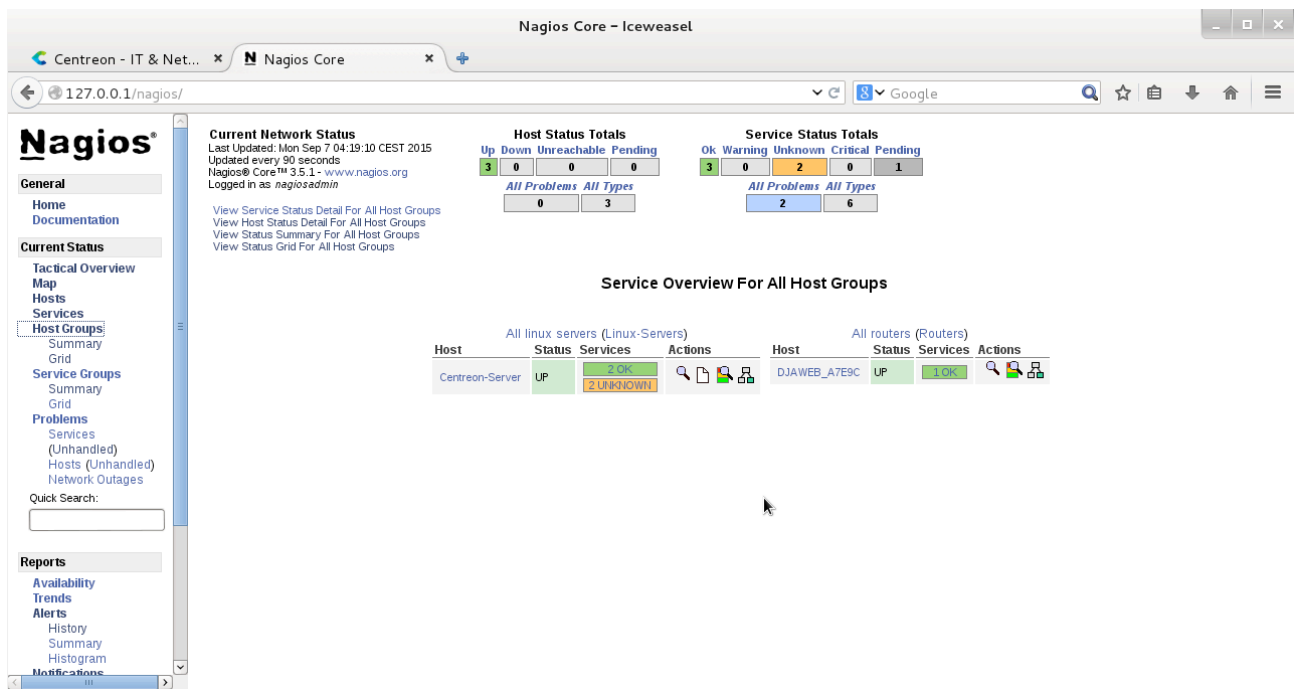 Nagios Core - Iceweasel
Centreon - IT & Net...
N Nagios Core
127.0.0.1/nagios/
Google
Nagios®
General
Home
Documentation
Current Status
Tactical Overview
Map
Hosts
Services
Host Groups
Summary
Grid
Service Groups
Summary
Grid
Problems
Services
(Unhandled)
Hosts (Unhandled)
Network Outages
Quick Search:
Reports
Availability
Trends
Alerts
History
Summary
Histogram
Notifications
Current Network Status
Last Updated: Mon Sep 7 04:19:10 CEST 2015
Updated every 90 seconds
Nagios® Core™ 3.5.1 - www.nagios.org
Logged in as nagiosadmin
View Service Status Detail For All Host Groups
View Host Status Detail For All Host Groups
View Status Summary For All Host Groups
View Status Grid For All Host Groups
Host Status Totals
Up Down Unreachable Pending
3 0 0 0
All Problems All Types
0 3
Service Status Totals
Ok Warning Unknown Critical Pending
3 0 2 0 1
All Problems All Types
2 6
Service Overview For All Host Groups
All linux servers (Linux-Servers)
Host Status Services Actions
Centreon-Server UP 2 OK
2 UNKNOWN
All routers (Routers)
Host Status Services Actions
DJAWEB_A7E9C UP 1 OK